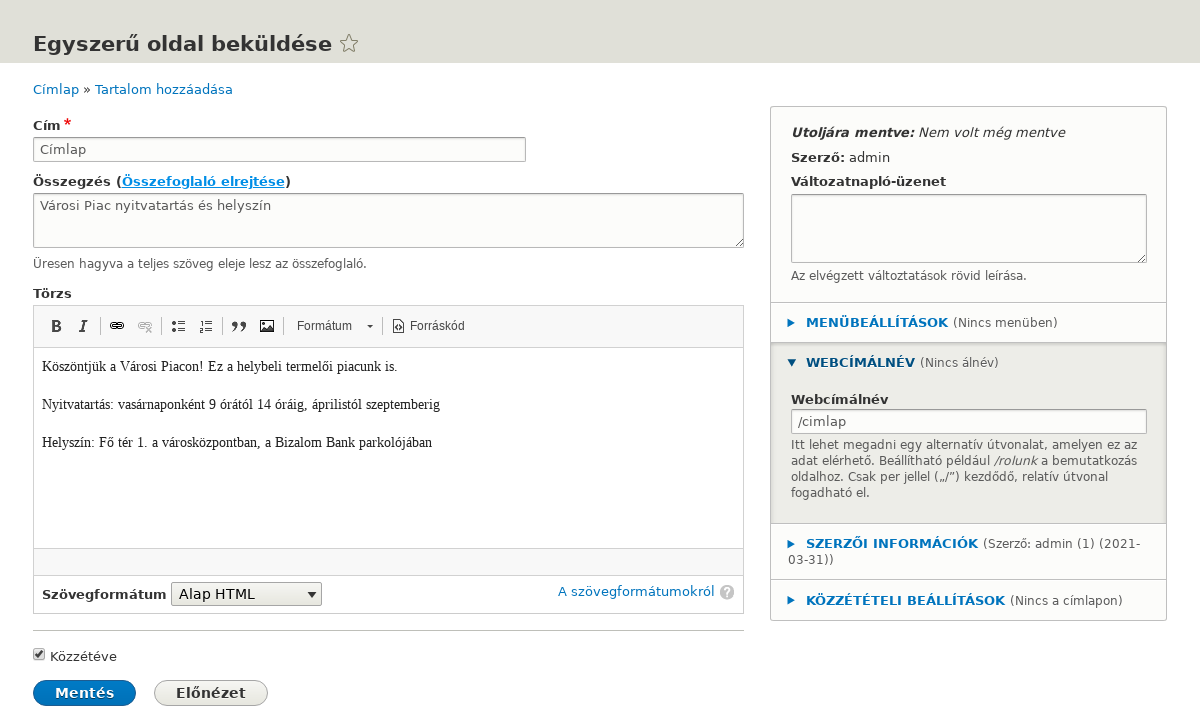 Egyszerű oldal beküldése
Címlap » Tartalom hozzáadása
Cím *
Címlap
Összegzés (Összefoglaló elrejtése)
Városi Piac nyitvatartás és helyszín
Üresen hagyva a teljes szöveg eleje lesz az összefoglaló.
Törzs
B I Formátum Forráskód
Köszöntjük a Városi Piacon! Ez a helybeli termelői piacunk is.
Nyitvatartás: vasárnaponként 9 órától 14 óráig, áprilistól szeptemberig
Helyszín: Fő tér 1. a városközpontban, a Bizalom Bank parkolójában
Szövegformátum Alap HTML A szövegformátumokról ?
Közzétéve
Mentés Előnézet
Utoljára mentve: Nem volt még mentve
Szerző: admin
Változatnapló-üzenet
Az elvégzett változtatások rövid leírása.
MENÜBEÁLLÍTÁSOK (Nincs menüben)
WEBCÍMÁLNÉV (Nincs álnév)
Webcímálnév
/cimlap
Itt lehet megadni egy alternatív útvonalat, amelyen ez az
adat elérhető. Beállítható például /rolunk a bemutatkozás
oldalhoz. Csak per jellel („/”) kezdődő, relatív útvonal
fogadható el.
SZERZŐI INFORMÁCIÓK (Szerző: admin (1) (2021-
03-31))
KÖZZÉTÉTELI BEÁLLÍTÁSOK (Nincs a címlapon)